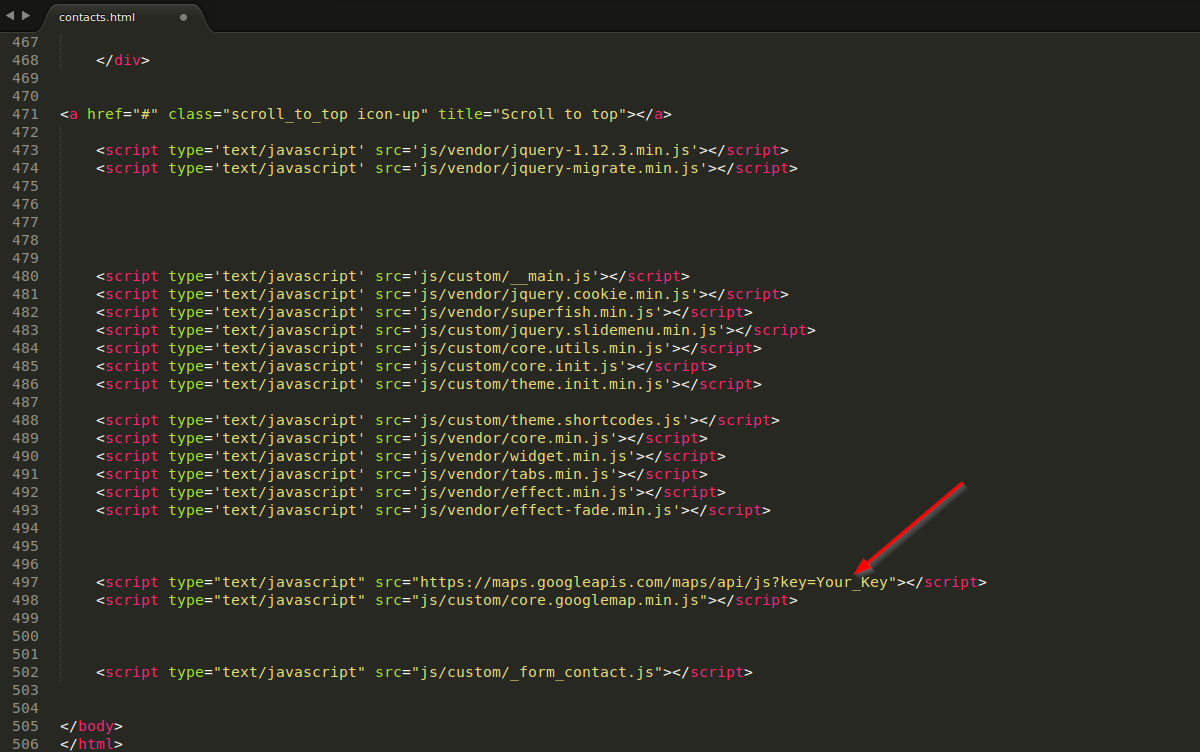 contacts.html
467
468 </div>
469
470
471 <a href="#" class="scroll_to_top icon-up" title="Scroll to top"></a>
472
473 <script type='text/javascript' src='js/vendor/jquery-1.12.3.min.js'></script>
474 <script type='text/javascript' src='js/vendor/jquery-migrate.min.js'></script>
475
476
477
478
479
480 <script type='text/javascript' src='js/custom/__main.js'></script>
481 <script type='text/javascript' src='js/vendor/jquery.cookie.min.js'></script>
482 <script type='text/javascript' src='js/vendor/superfish.min.js'></script>
483 <script type='text/javascript' src='js/custom/jquery.slidemenu.min.js'></script>
484 <script type='text/javascript' src='js/custom/core.utils.min.js'></script>
485 <script type='text/javascript' src='js/custom/core.init.js'></script>
486 <script type='text/javascript' src='js/custom/theme.init.min.js'></script>
487
488 <script type='text/javascript' src='js/custom/theme.shortcodes.js'></script>
489 <script type='text/javascript' src='js/vendor/core.min.js'></script>
490 <script type='text/javascript' src='js/vendor/widget.min.js'></script>
491 <script type='text/javascript' src='js/vendor/tabs.min.js'></script>
492 <script type='text/javascript' src='js/vendor/effect.min.js'></script>
493 <script type='text/javascript' src='js/vendor/effect-fade.min.js'></script>
494
495
496
497 <script type="text/javascript" src="https://maps.googleapis.com/maps/api/js?key=Your_Key"></script>
498 <script type="text/javascript" src="js/custom/core.googlemap.min.js"></script>
499
500
501
502 <script type="text/javascript" src="js/custom/_form_contact.js"></script>
503
504
505 </body>
506 </html>